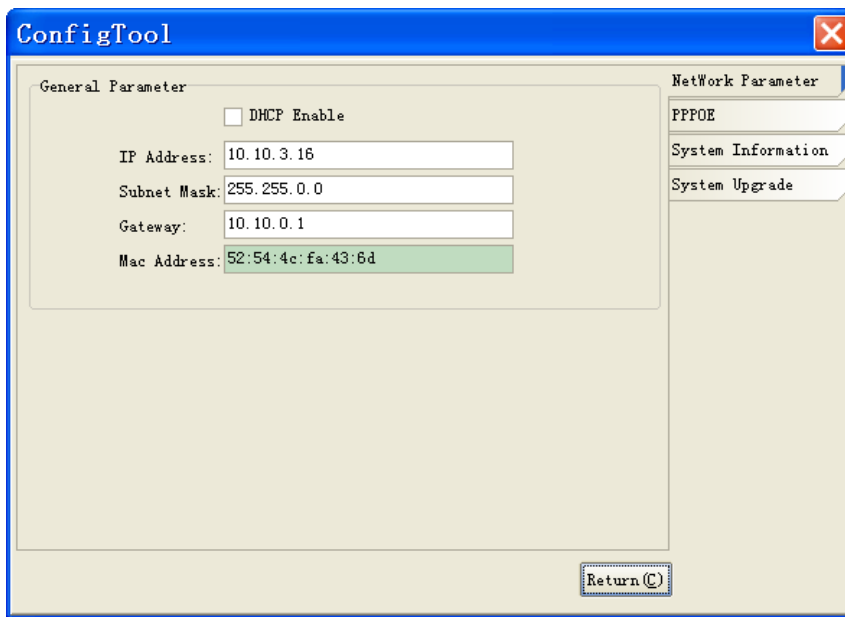 ConfigTool
General Parameter
DHCP Enable
IP Address: 10.10.3.16
Subnet Mask: 255.255.0.0
Gateway: 10.10.0.1
Mac Address: 52:54:4c:fa:43:6d
NetWork Parameter
PPPOE
System Information
System Upgrade
Return(C)